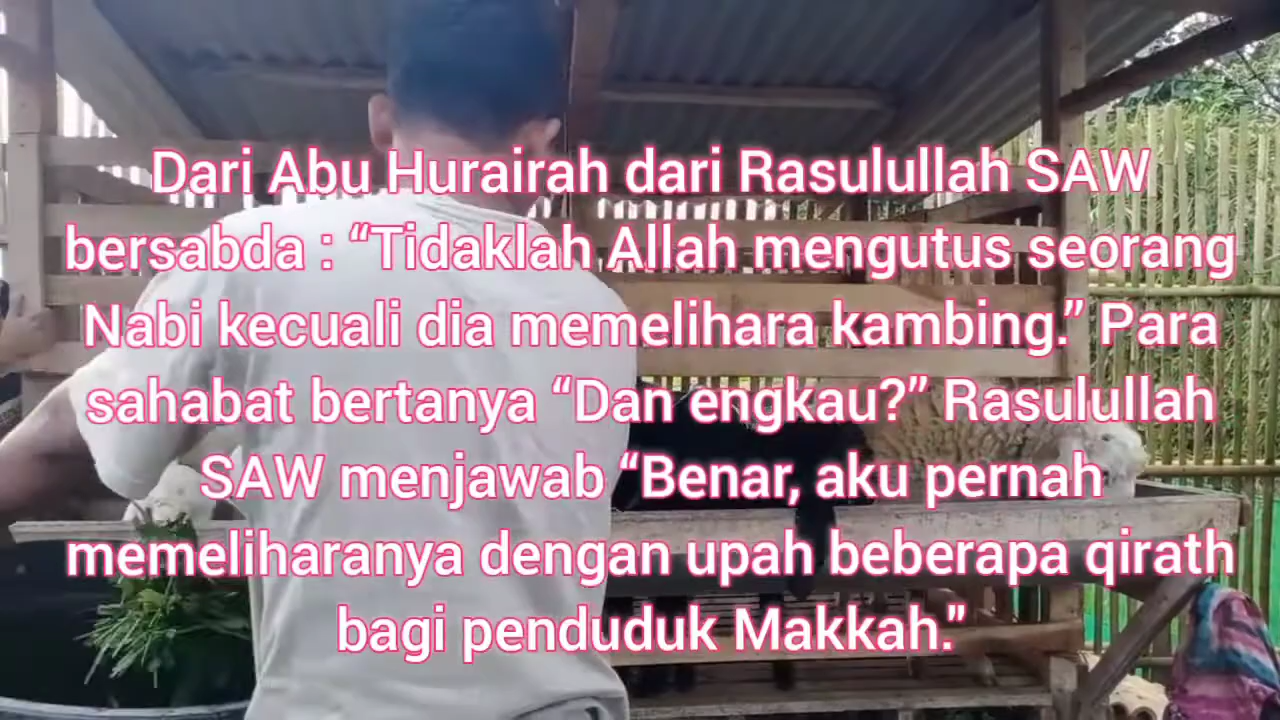 Dari Abu Hurairah dari Rasulullah SAW
bersabda : “Tidaklah Allah mengutus seorang
Nabi kecuali dia memelihara kambing.” Para
sahabat bertanya “Dan engkau?” Rasulullah
SAW menjawab “Benar, aku pernah
memeliharanya dengan upah beberapa qirath
bagi penduduk Makkah.”